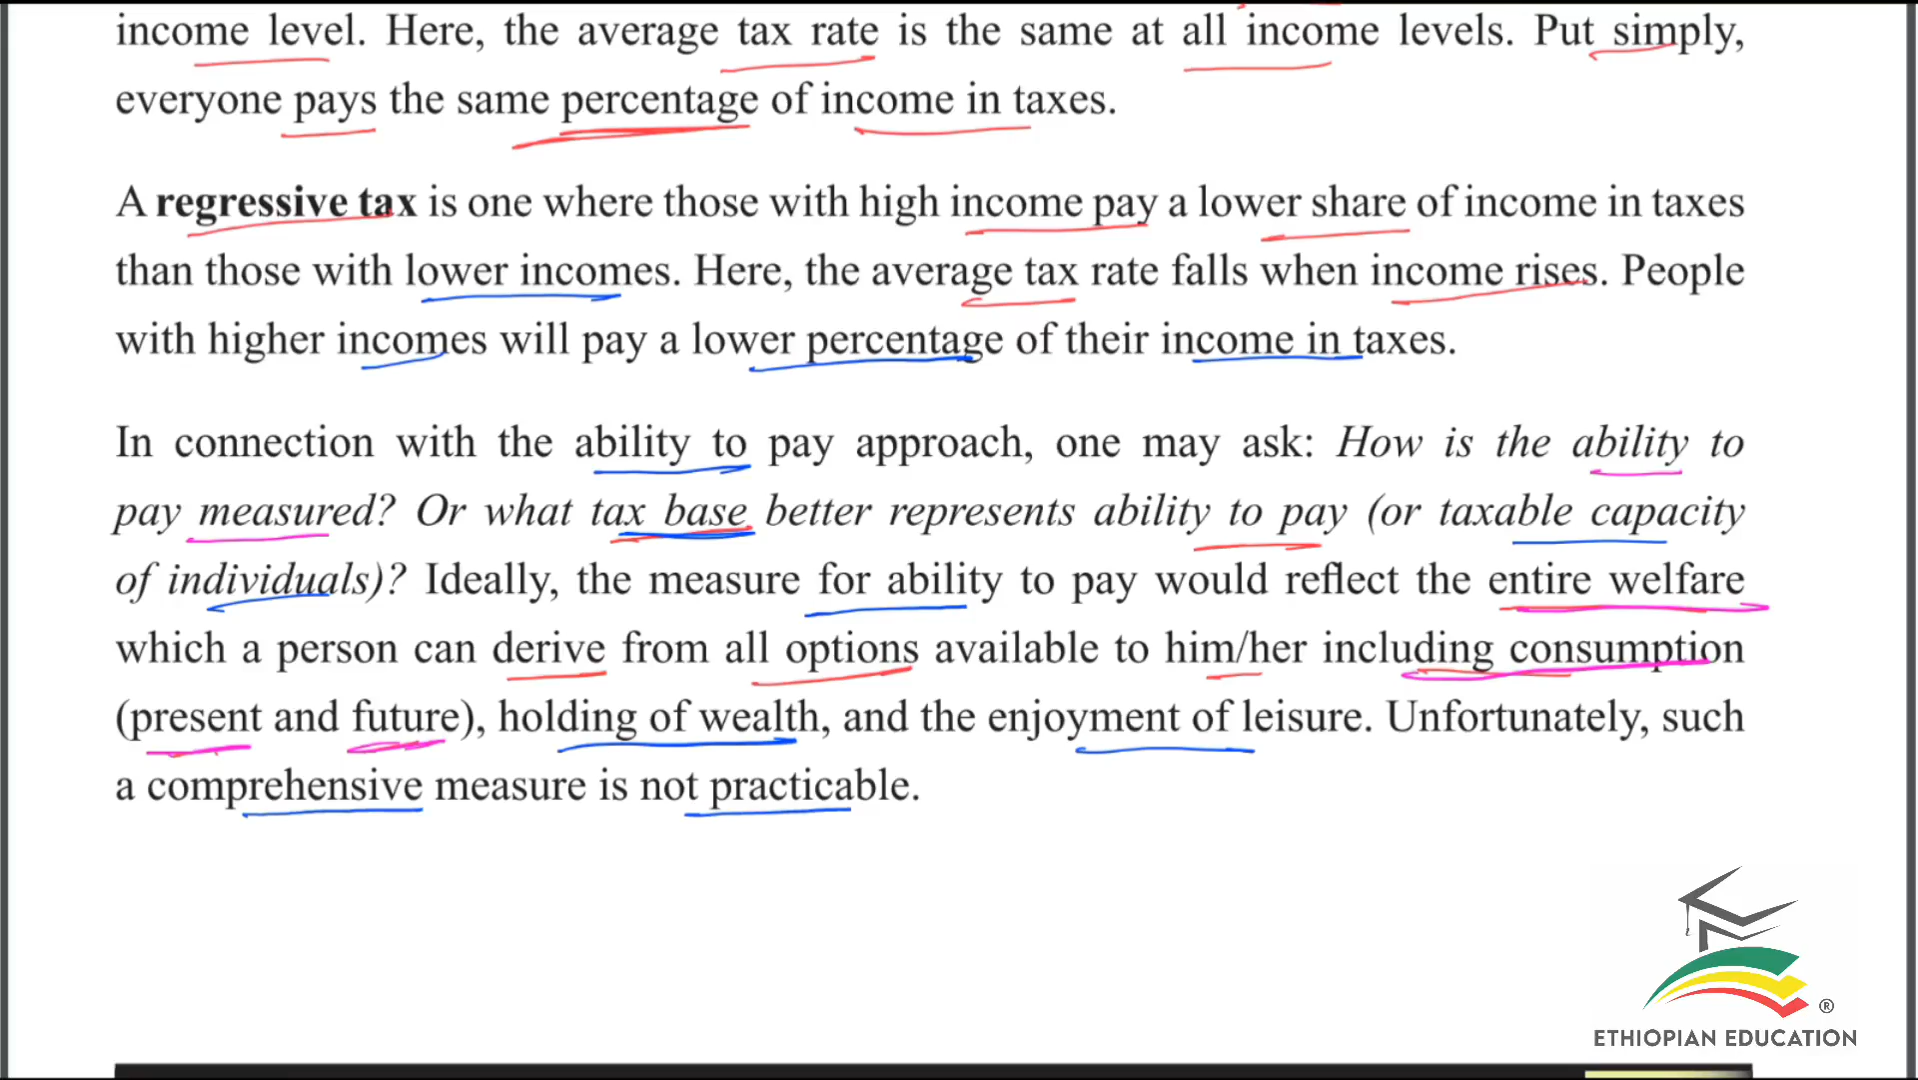 income level. Here, the average tax rate is the same at all income levels. Put simply,
everyone pays the same percentage of income in taxes.
A regressive tax is one where those with high income pay a lower share of income in taxes
than those with lower incomes. Here, the average tax rate falls when income rises. People
with higher incomes will pay a lower percentage of their income in taxes.
In connection with the ability to pay approach, one may ask: How is the ability to
pay measured? Or what tax base better represents ability to pay (or taxable capacity
of individuals)? Ideally, the measure for ability to pay would reflect the entire welfare
which a person can derive from all options available to him/her including consumption
(present and future), holding of wealth, and the enjoyment of leisure. Unfortunately, such
a comprehensive measure is not practicable.
®
ETHIOPIAN EDUCATION